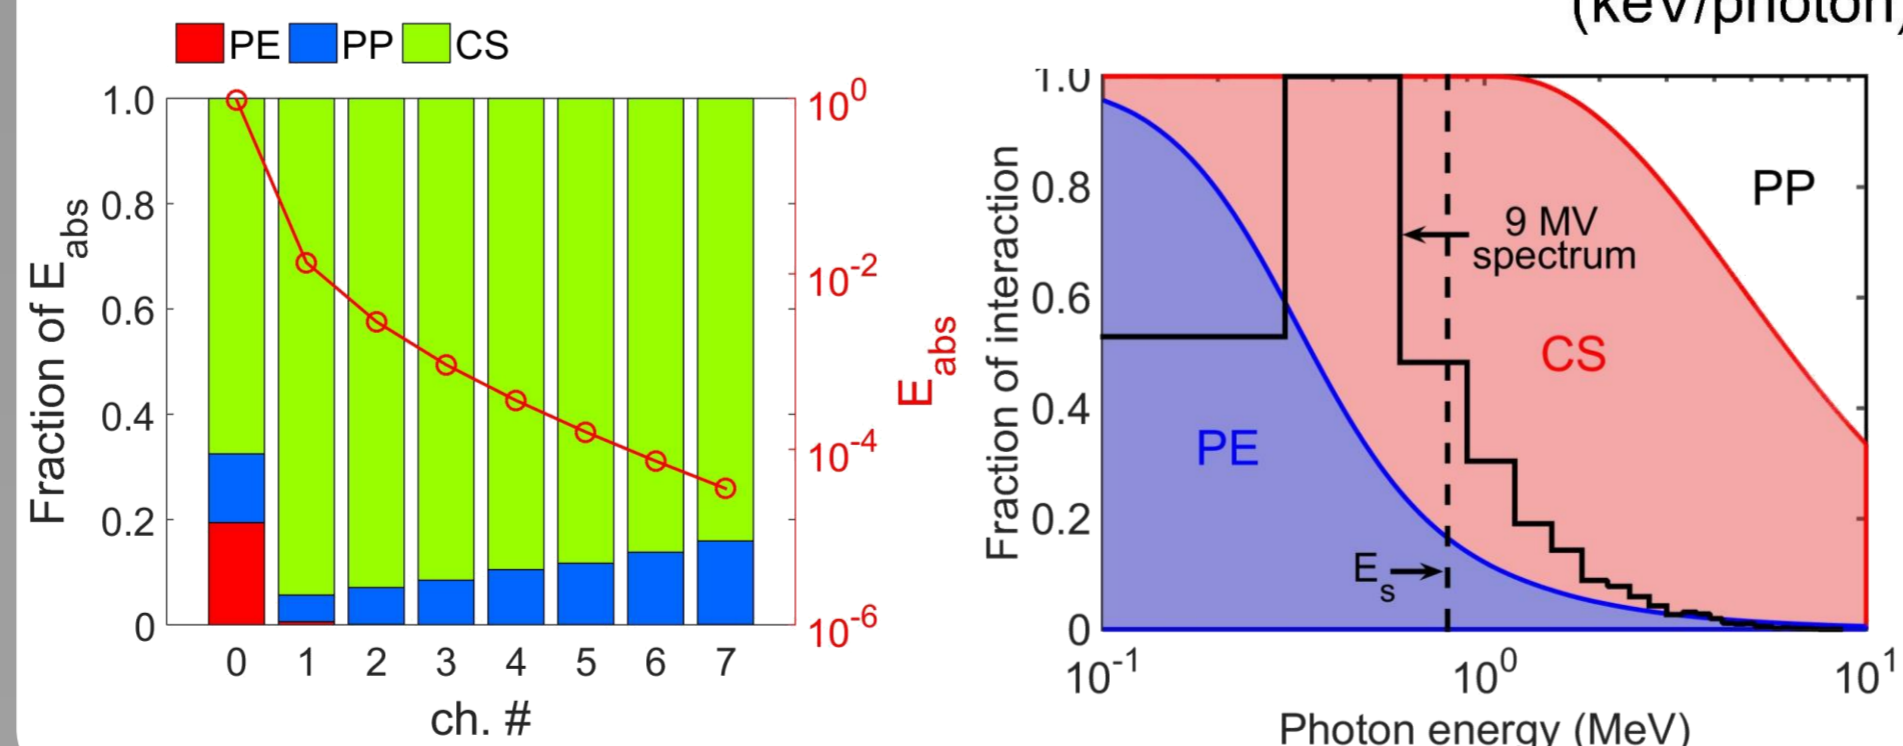 (keV/photon)
PE PP CS
1.0
0.8
0.6
0.4
0.2
0
Fraction of E_abs
0 1 2 3 4 5 6 7
ch. #
10^0
10^-2
10^-4
10^-6
E_abs
1.0
0.8
0.6
0.4
0.2
0
Fraction of interaction
PP
9 MV
spectrum
CS
PE
E_s
10^-1 10^0 10^1
Photon energy (MeV)